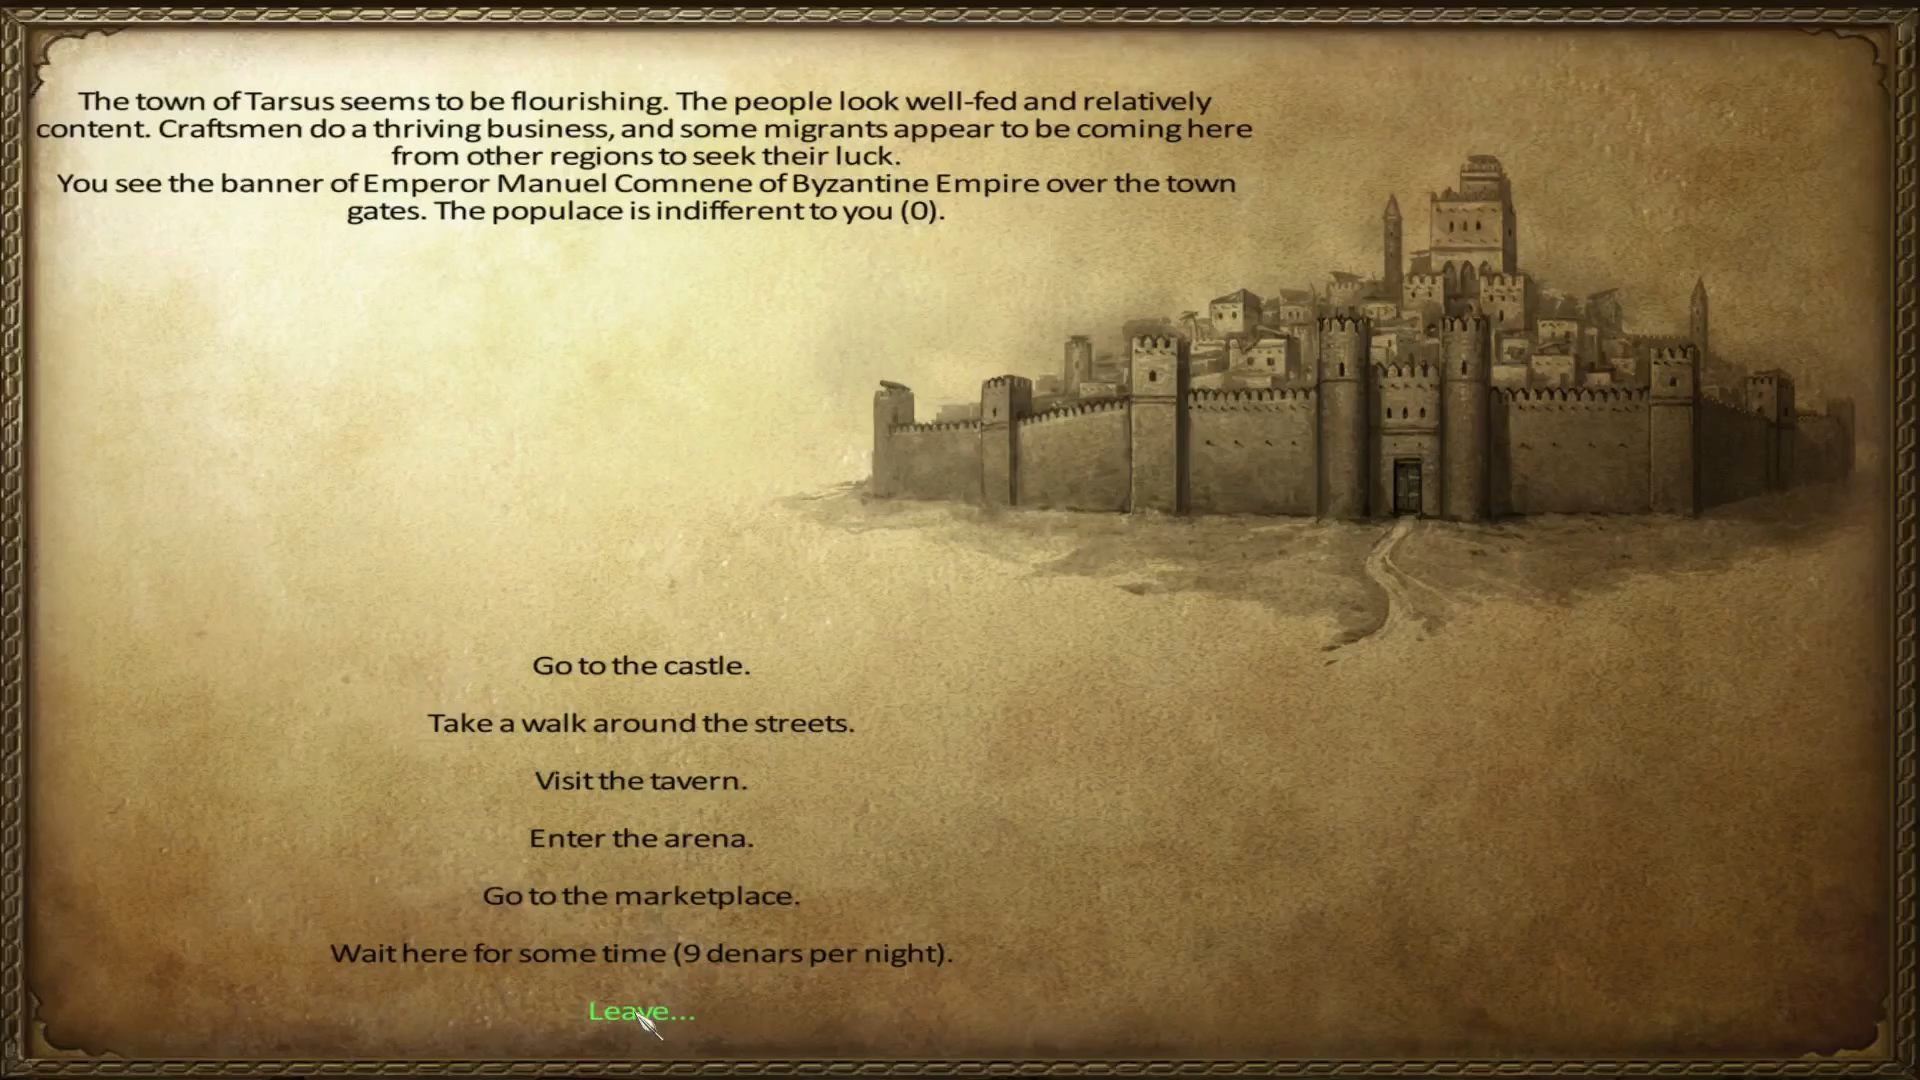 The town of Tarsus seems to be flourishing. The people look well-fed and relatively
content. Craftsmen do a thriving business, and some migrants appear to be coming here
from other regions to seek their luck.
You see the banner of Emperor Manuel Comnene of Byzantine Empire over the town
gates. The populace is indifferent to you (0).
Go to the castle.
Take a walk around the streets.
Visit the tavern.
Enter the arena.
Go to the marketplace.
Wait here for some time (9 denars per night).
Leave...